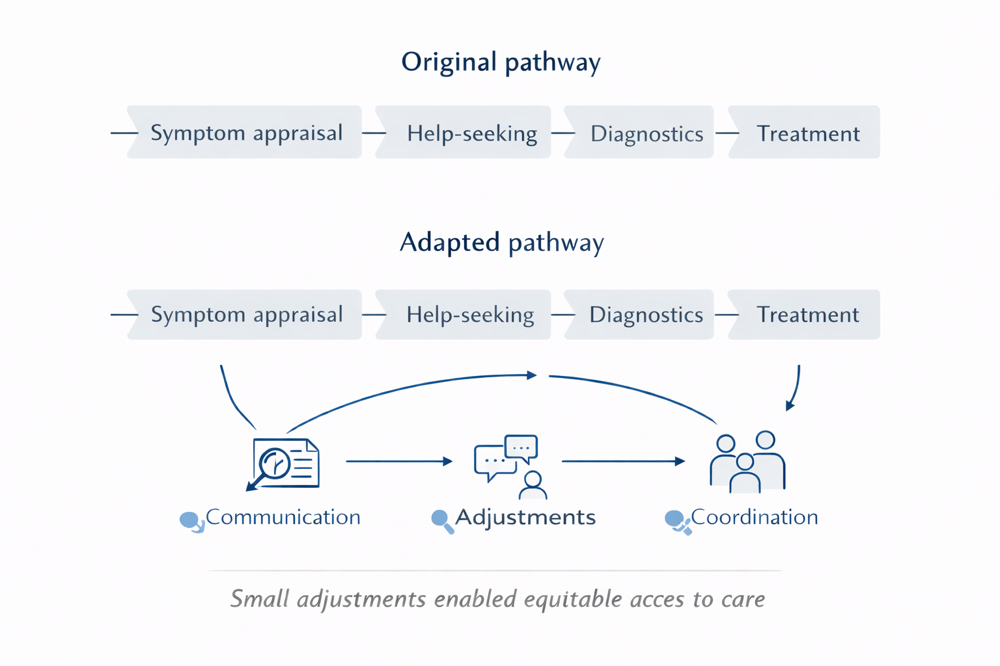 Original pathway
Symptom appraisal Help-seeking Diagnostics Treatment
Adapted pathway
Symptom appraisal Help-seeking Diagnostics Treatment
Communication Adjustments Coordination
Small adjustments enabled equitable acces to care